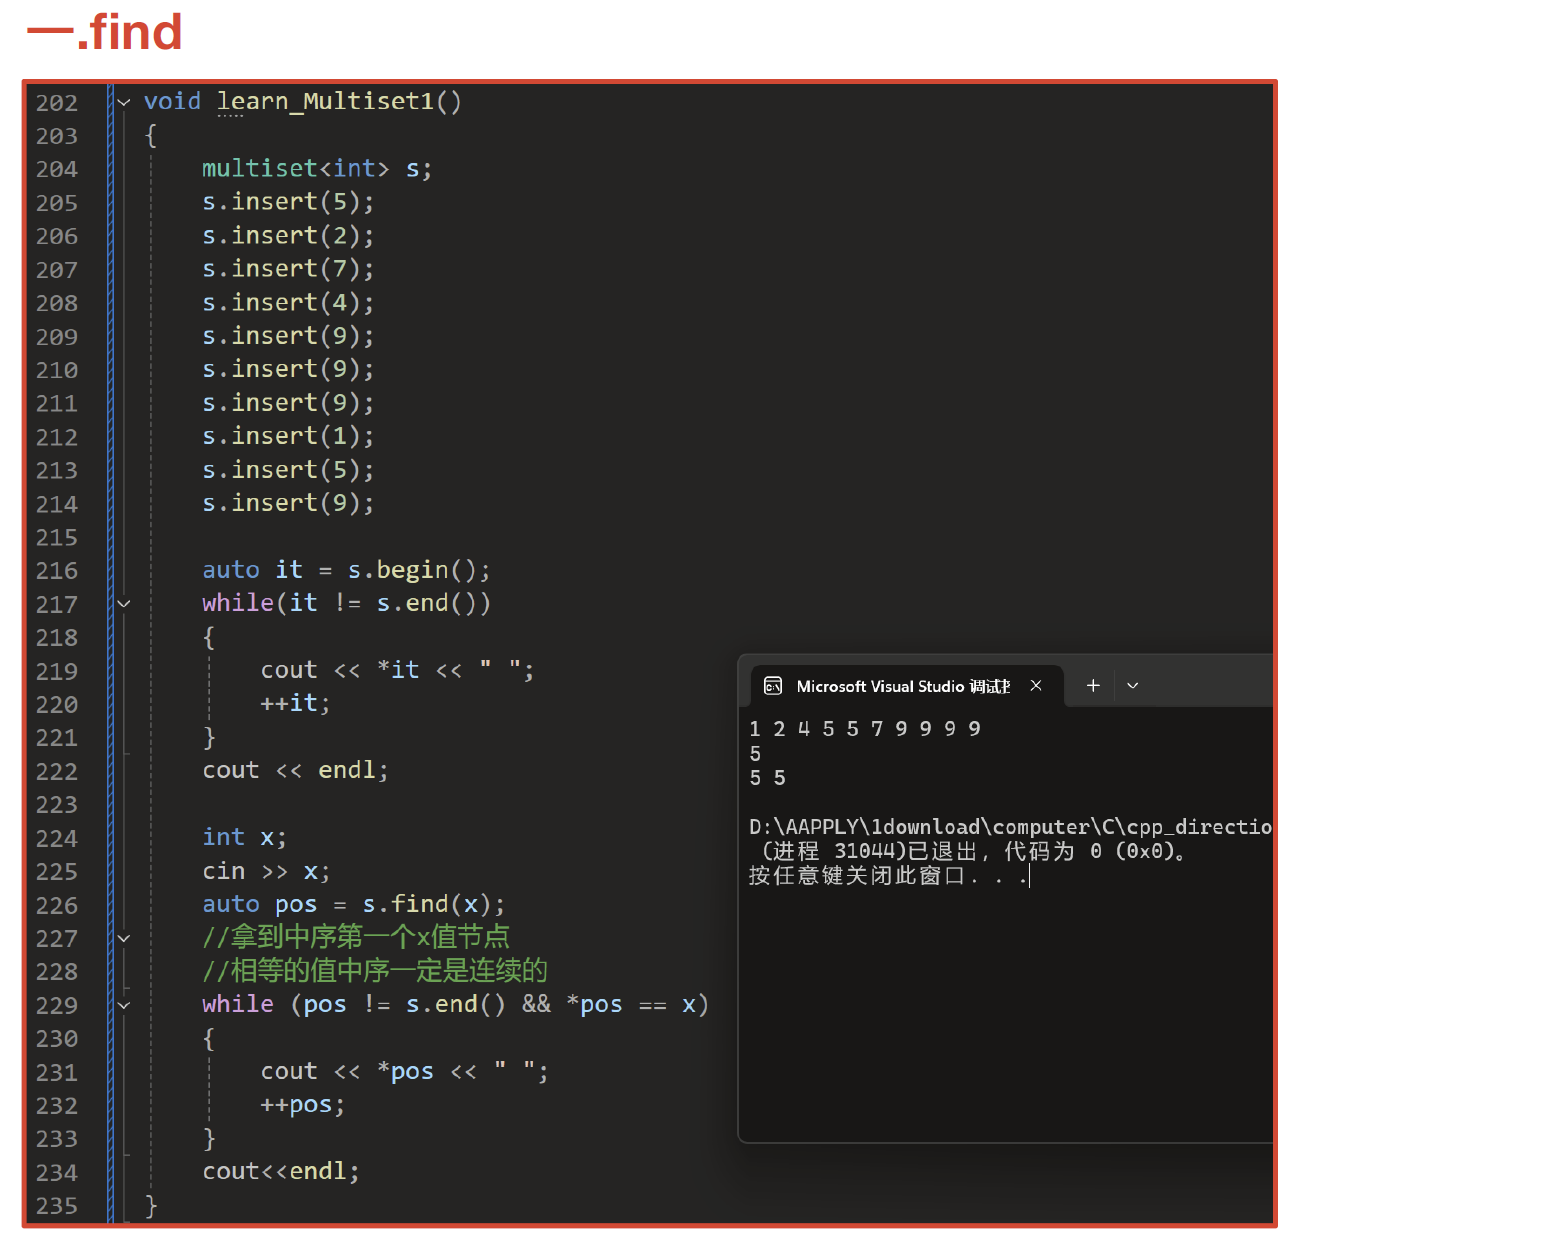 一.find
202 void learn_Multiset1()
203 {
204 multiset<int> s;
205 s.insert(5);
206 s.insert(2);
207 s.insert(7);
208 s.insert(4);
209 s.insert(9);
210 s.insert(9);
211 s.insert(9);
212 s.insert(1);
213 s.insert(5);
214 s.insert(9);
215
216 auto it = s.begin();
217 while(it != s.end())
218 {
219 cout << *it << " ";
220 ++it;
221 }
222 cout << endl;
223
224 int x;
225 cin >> x;
226 auto pos = s.find(x);
227 //拿到中序第一个x值节点
228 //相等的值中序一定是连续的
229 while (pos != s.end() && *pos == x)
230 {
231 cout << *pos << " ";
232 ++pos;
233 }
234 cout<<endl;
235 }
Microsoft Visual Studio 调试
1 2 4 5 5 7 9 9 9 9
5
5 5
D:\AAPPLY\1download\computer\C\cpp_directio
(进程 31044)已退出，代码为 0 (0x0)。
按任意键关闭此窗口. . .